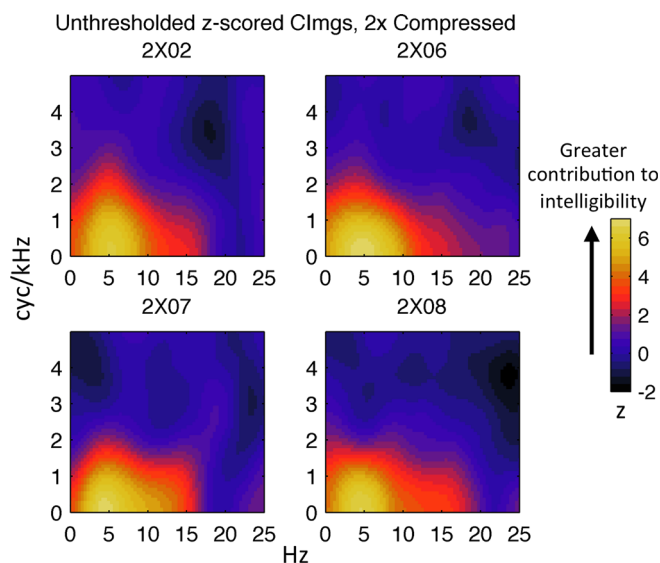 Unthresholded z-scored CImgs, 2x Compressed
2X02
2X06
4
3
2
1
0
0 5 10 15 20 25
4
3
2
1
0
0 5 10 15 20 25
cyc/kHz
2X07
2X08
4
3
2
1
0
0 5 10 15 20 25
4
3
2
1
0
0 5 10 15 20 25
Hz
Greater
contribution to
intelligibility
6
4
2
0
-2
z